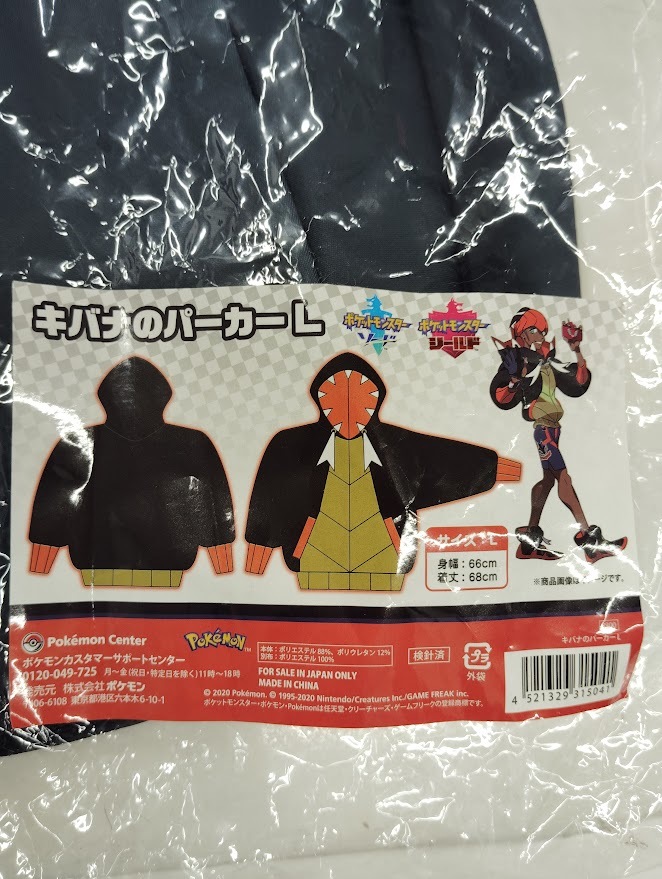 キバナのパーカー L
ポケットモンスター
ソード
ポケットモンスター
シールド
サイズ:L
身幅:66cm
着丈:68cm
※商品画像はイメージです。
Pokémon Center
POKÉMON
ポケモンカスタマーサポートセンター
0120-049-725 月~金(祝日・特定日を除く)11時~18時
発売元 株式会社ポケモン
106-6108 東京都港区六本木6-10-1
本体:ポリエステル 88%、ポリウレタン 12%
別布:ポリエステル 100%
FOR SALE IN JAPAN ONLY
MADE IN CHINA
検針済
プラ
外袋
© 2020 Pokémon. © 1995-2020 Nintendo/Creatures Inc./GAME FREAK inc.
ポケットモンスター・ポケモン・Pokémonは任天堂・クリーチャーズ・ゲームフリークの登録商標です。
キバナのパーカー L
4 521329 315041